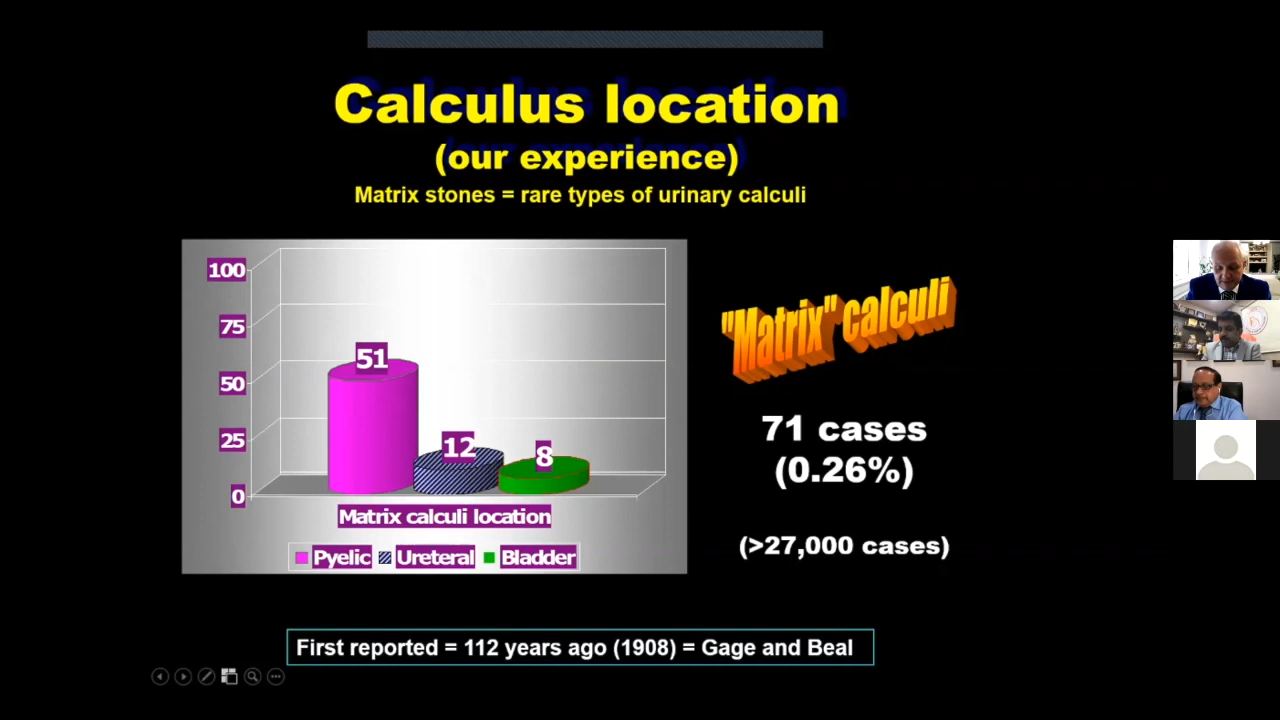 Calculus location
(our experience)
Matrix stones = rare types of urinary calculi
100
75
50
25
0
51
12
8
Matrix calculi location
Pyelic Ureteral Bladder
"Matrix" calculi
71 cases
(0.26%)
(>27,000 cases)
First reported = 112 years ago (1908) = Gage and Beal